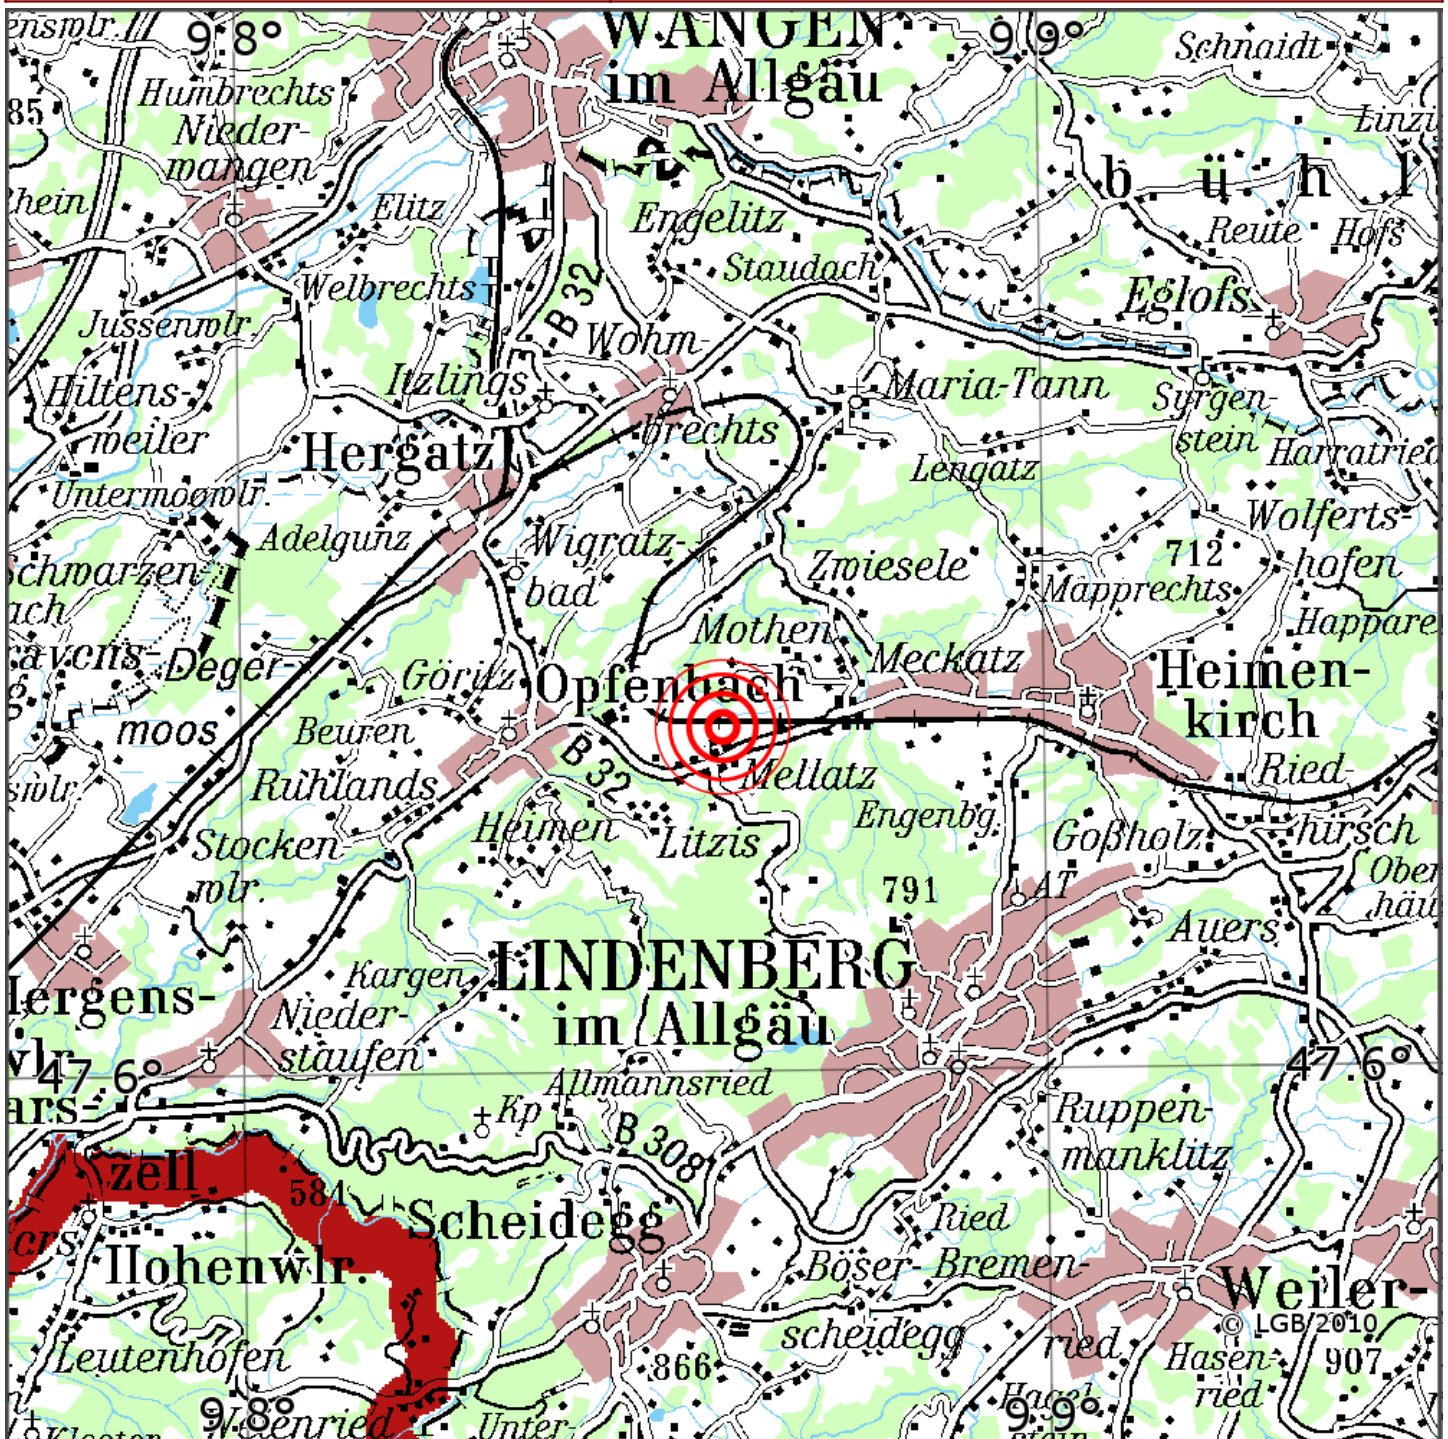 9.8°
WANGEN
9.9°
Schnaidt
im Allgäu
Humbrechts
85
Nieder-
wangen
b ü h l
Elitz
Engelitz
Reute
Hofs
Staudach
Welbrechts
B 32
Eglofs
Jussenwlr.
Wohm-
brechts
Itzlings
Maria-Tann
Hiltens-
weiler
Syrgen-
stein
Hergatz
Lengatz
Untermoowlr.
Adelgunz
Wigratz-
bad
Wolferts-
hofen
Zwiesele
712
Mapprechts
Mothen
Deger-
moos
Göritz
Opfenbach
Meckatz
Heimen-
kirch
Beuren
B 32
Mellatz
Ried-
hirsch
Rühlands
Engenbg.
Goßholz
Heimen
Litzis
Stocken-
wlr.
791
AT
Auers
LINDENBERG
im Allgäu
Kargen
Nieder-
staufen
47.6°
47.6°
Allmannsried
Kp
B 308
Ruppen-
manklitz
zell
584
Scheidegg
Ried
Hohenwlr.
Böser-
scheidegg
Bremen-
ried
Weiler-
© LGB 2010
Leutenhofen
866
Hasen-
ried
907
9.8°
Unter-
9.9°